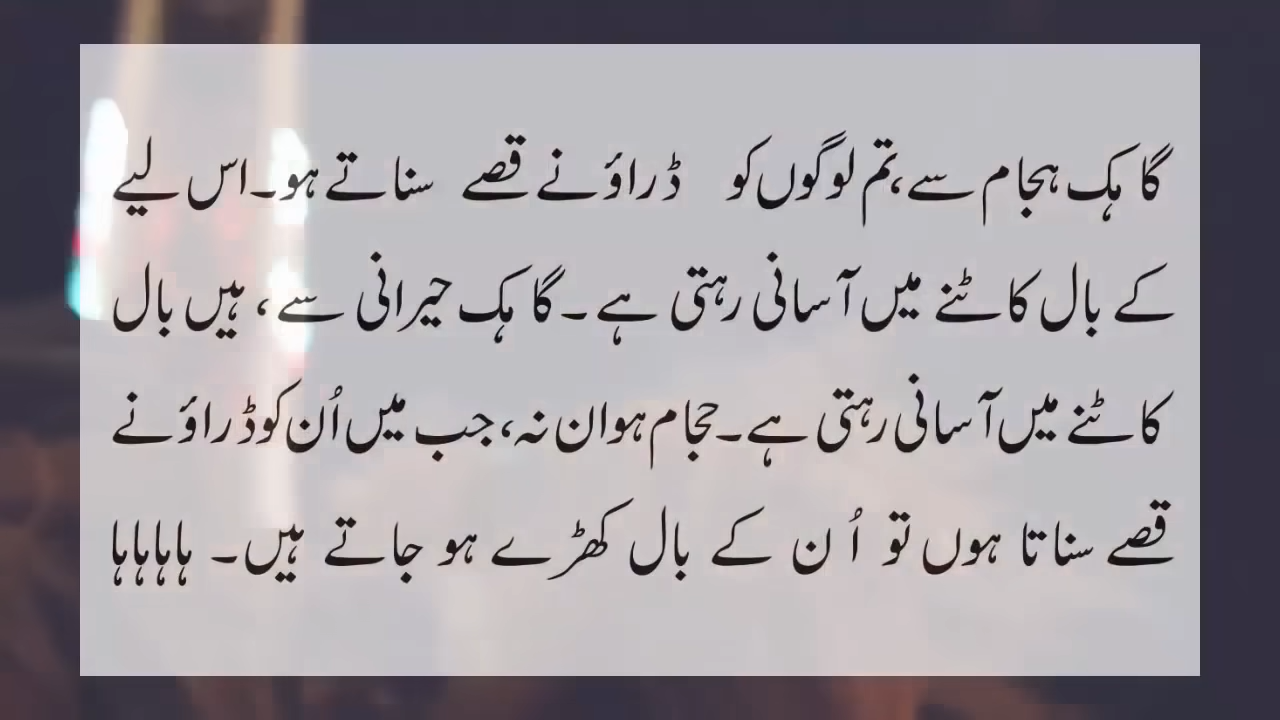 گاہک ہجام سے،تم لوگوں کو ڈراؤنے قصے سناتے ہو۔اس لیے
کے بال کاٹنے میں آسانی رہتی ہے۔گاہک حیرانی سے، ہیں بال
کاٹنے میں آسانی رہتی ہے۔حجام ہوان نہ،جب میں اُن کو ڈراؤنے
قصے سناتا ہوں تو اُ ن کے بال کھڑے ہو جاتے ہیں۔ ہاہاہاہا